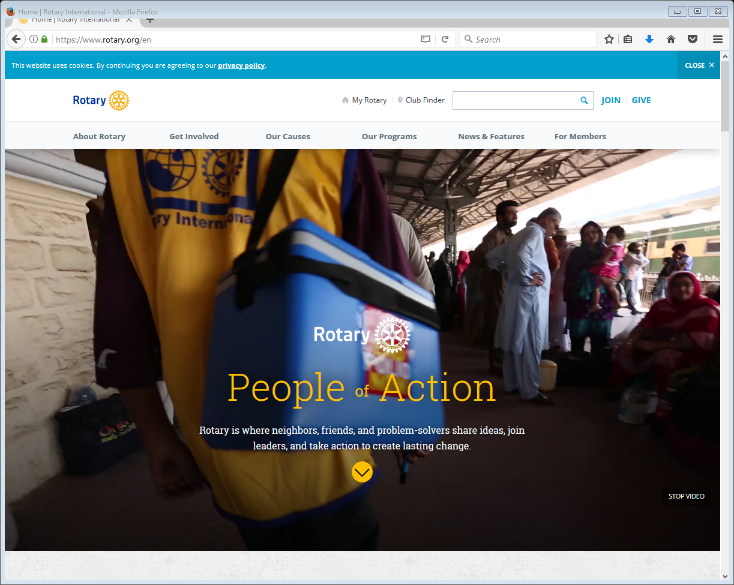 Home | Rotary International - Mozilla Firefox
Home | Rotary International
https://www.rotary.org/en
Search
This website uses cookies. By continuing you are agreeing to our privacy policy.
CLOSE ×
Rotary
My Rotary
Club Finder
JOIN
GIVE
About Rotary
Get Involved
Our Causes
Our Programs
News & Features
For Members
Rotary
People of Action
Rotary is where neighbors, friends, and problem-solvers share ideas, join
leaders, and take action to create lasting change.
STOP VIDEO